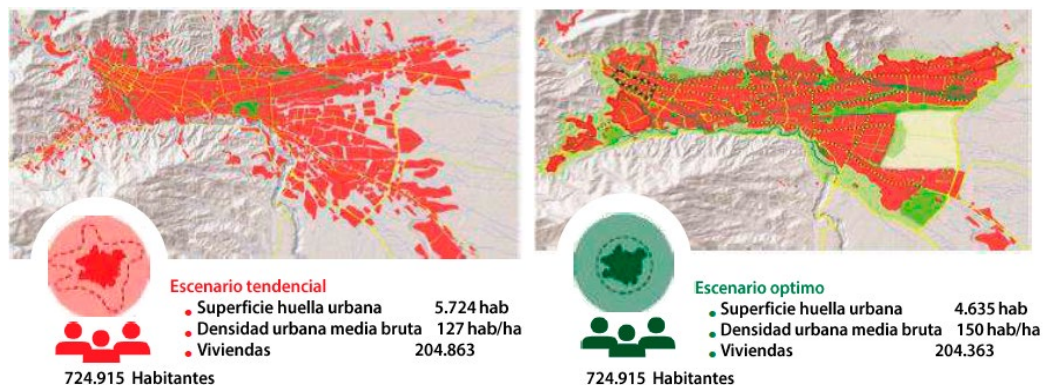 Escenario tendencial
• Superficie huella urbana 5.724 hab
• Densidad urbana media bruta 127 hab/ha
• Viviendas 204.863
724.915 Habitantes
Escenario optimo
• Superficie huella urbana 4.635 hab
• Densidad urbana media bruta 150 hab/ha
• Viviendas 204.363
724.915 Habitantes